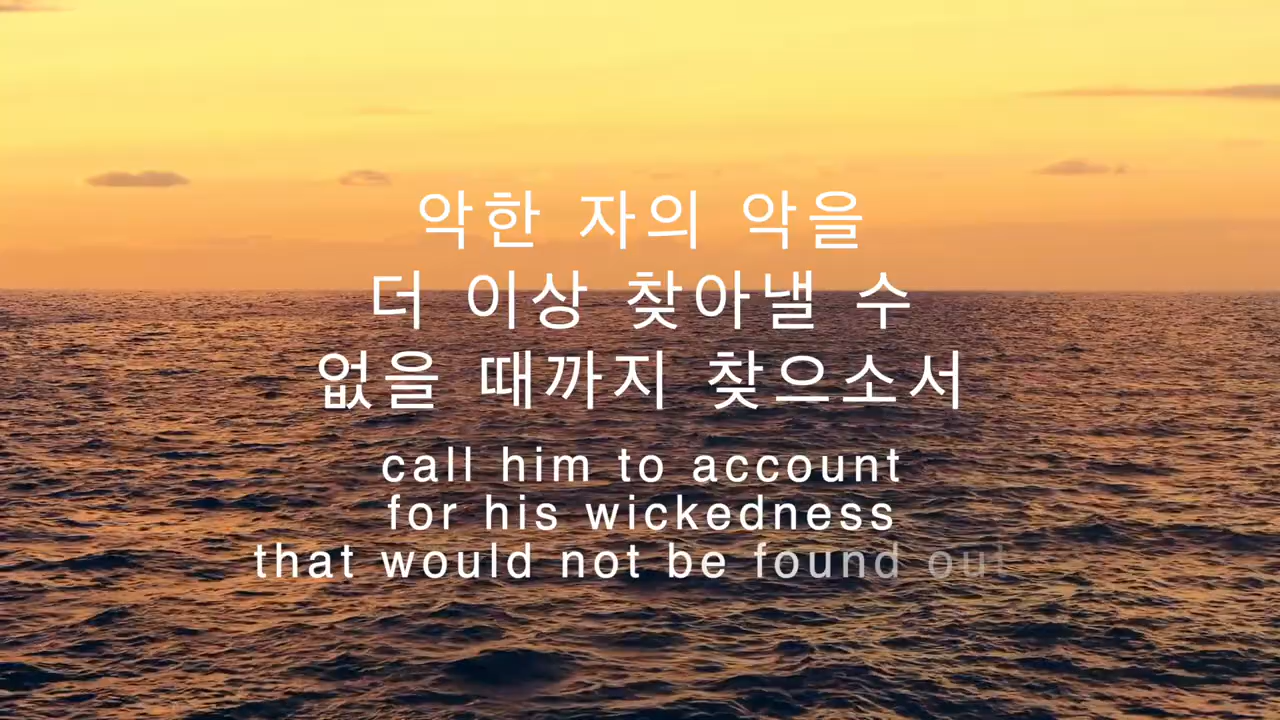 악한 자의 악을
더 이상 찾아낼 수
없을 때까지 찾으소서
call him to account
for his wickedness
that would not be found out